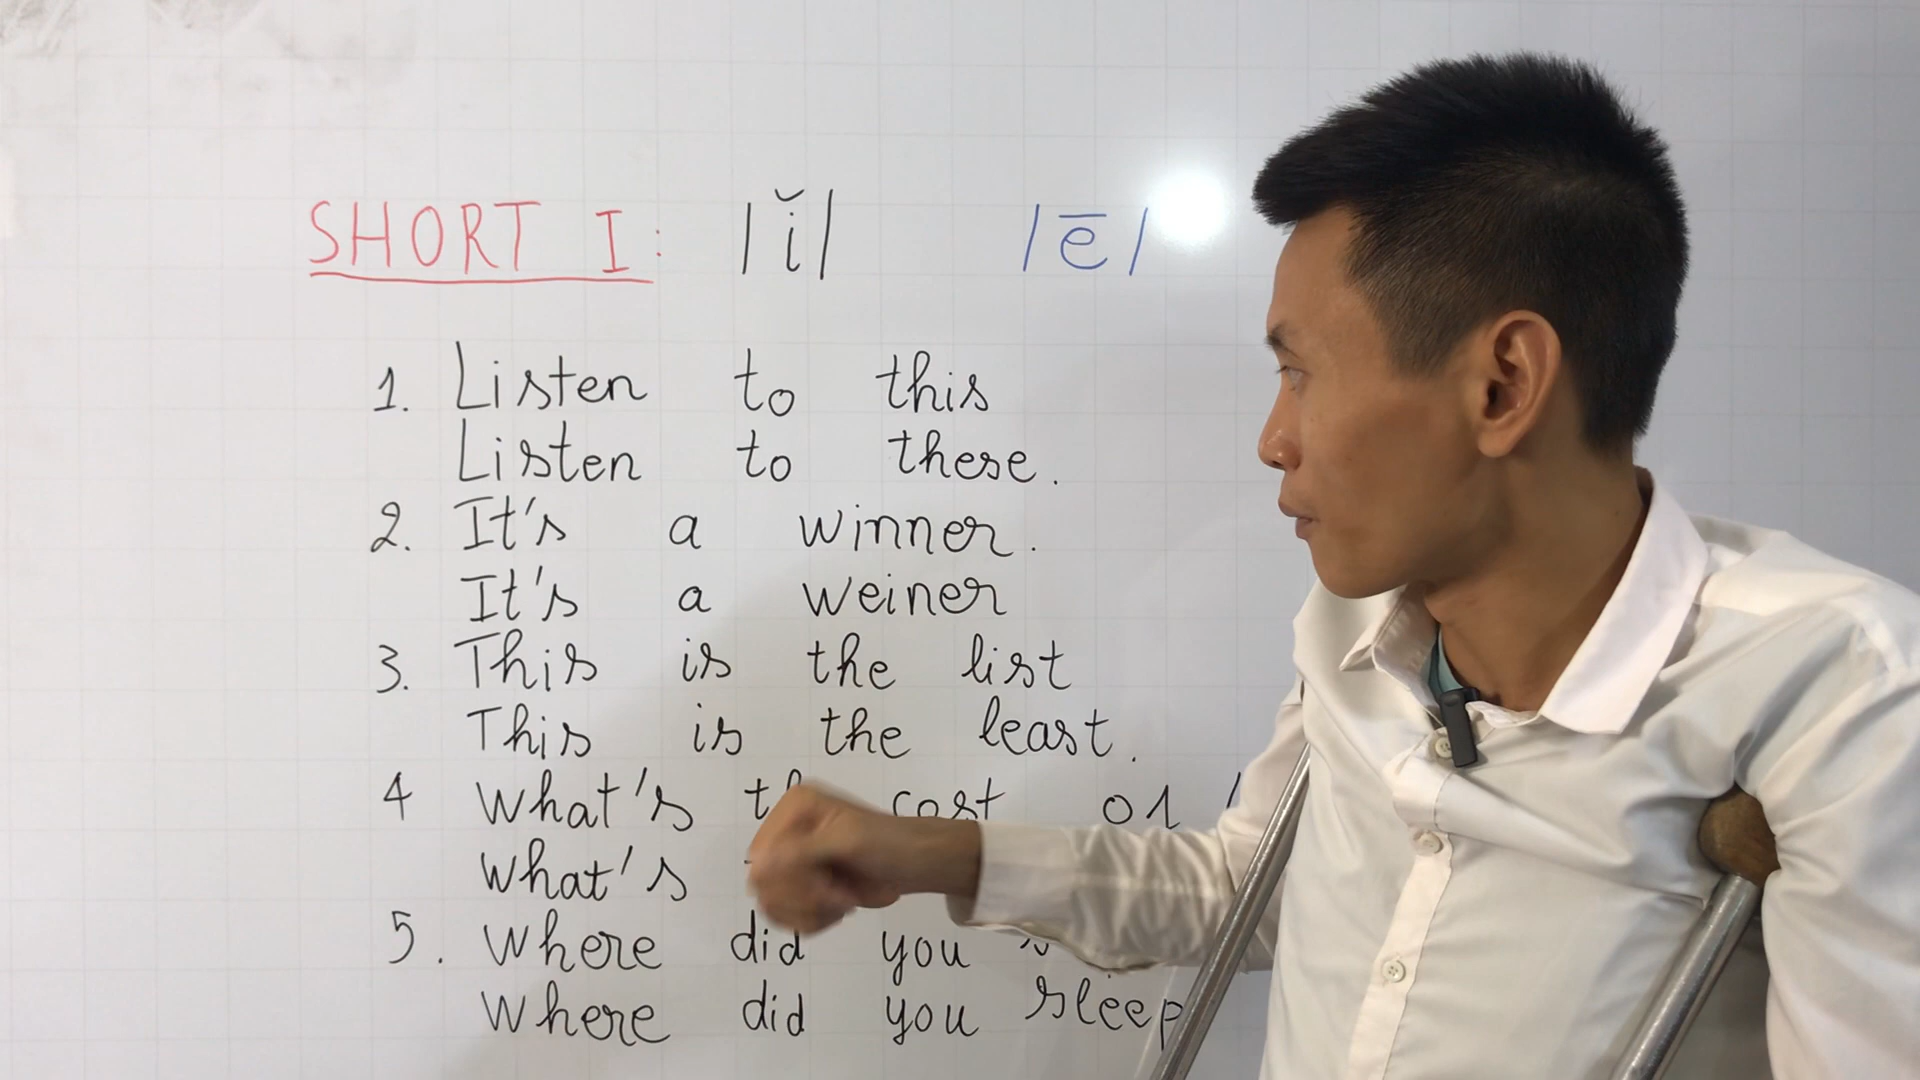 SHORT I: /ĭ/ /ē/
1. Listen to this
Listen to these.
2. It's a winner.
It's a weiner
3. This is the list
This is the least.
4 What's cost
What's
5. Where did you
Where did you sleep